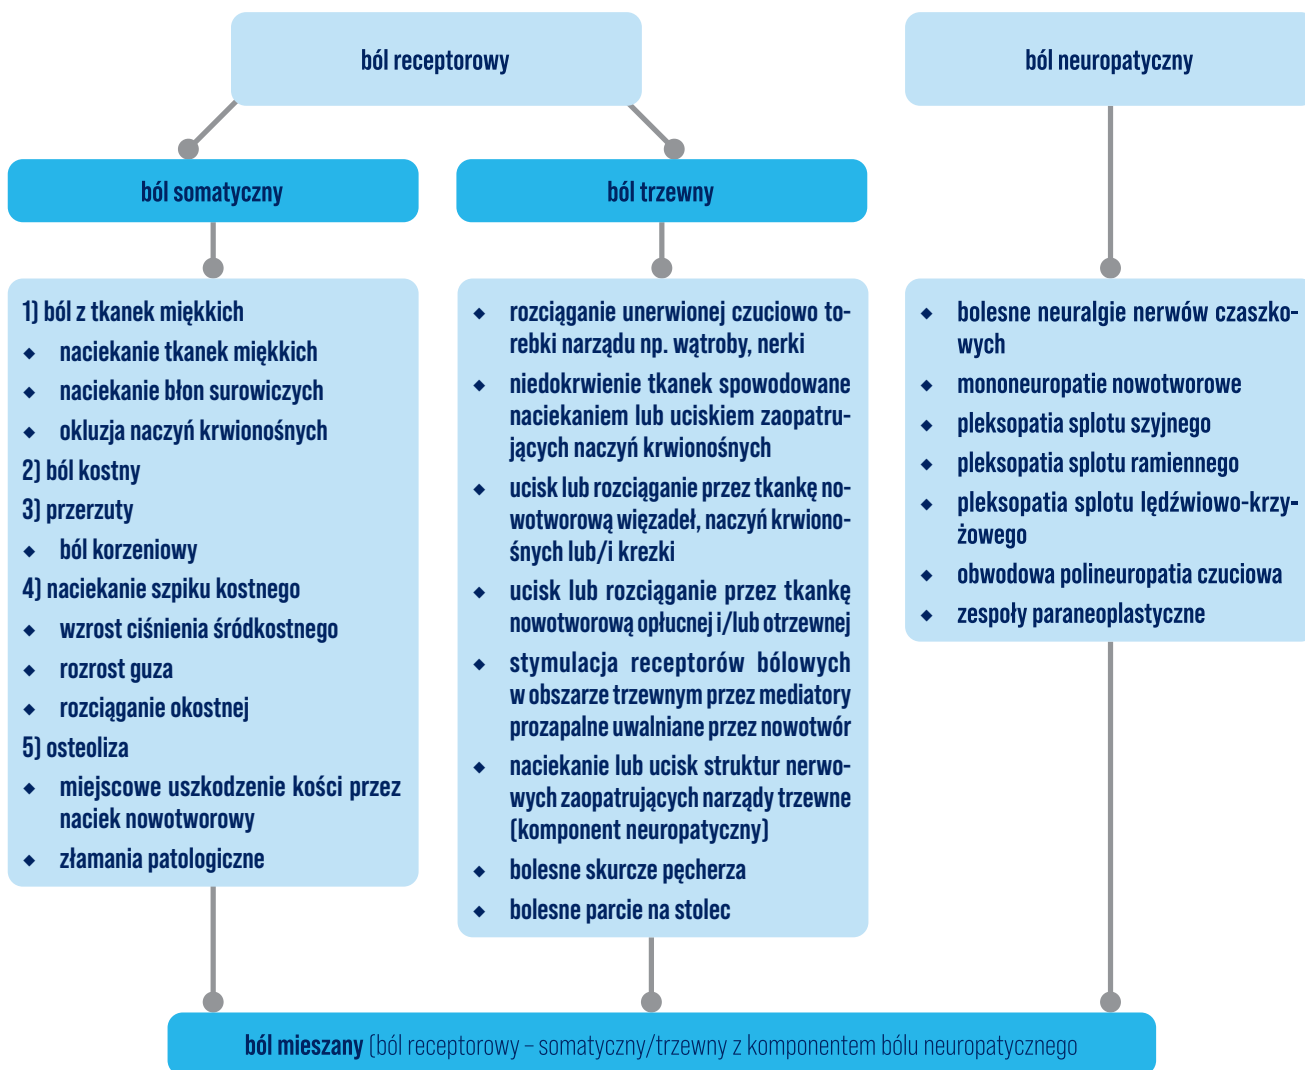 ból receptorowy
ból neuropatyczny
ból somatyczny
ból trzewny
1) ból z tkanek miękkich
◆ naciekanie tkanek miękkich
◆ naciekanie błon surowiczych
◆ okluzja naczyń krwionośnych
2) ból kostny
3) przerzuty
◆ ból korzeniowy
4) naciekanie szpiku kostnego
◆ wzrost ciśnienia śródkostnego
◆ rozrost guza
◆ rozciąganie okostnej
5) osteoliza
◆ miejscowe uszkodzenie kości przez
naciek nowotworowy
◆ złamania patologiczne
◆ rozciąganie unerwionej czuciowo to-
rebki narządu np. wątroby, nerki
◆ niedokrwienie tkanek spowodowane
naciekaniem lub uciskiem zaopatru-
jących naczyń krwionośnych
◆ ucisk lub rozciąganie przez tkankę no-
wotworową więzadeł, naczyń krwiono-
śnych lub/i krezki
◆ ucisk lub rozciąganie przez tkankę
nowotworową opłucnej i/lub otrzewnej
◆ stymulacja receptorów bólowych
w obszarze trzewnym przez mediatory
prozapalne uwalniane przez nowotwór
◆ naciekanie lub ucisk struktur nerwo-
wych zaopatrujących narządy trzewne
(komponent neuropatyczny)
◆ bolesne skurcze pęcherza
◆ bolesne parcie na stolec
◆ bolesne neuralgie nerwów czaszko-
wych
◆ mononeuropatie nowotworowe
◆ pleksopatia splotu szyjnego
◆ pleksopatia splotu ramiennego
◆ pleksopatia splotu lędźwiowo-krzy-
żowego
◆ obwodowa polineuropatia czuciowa
◆ zespoły paraneoplastyczne
ból mieszany (ból receptorowy – somatyczny/trzewny z komponentem bólu neuropatycznego